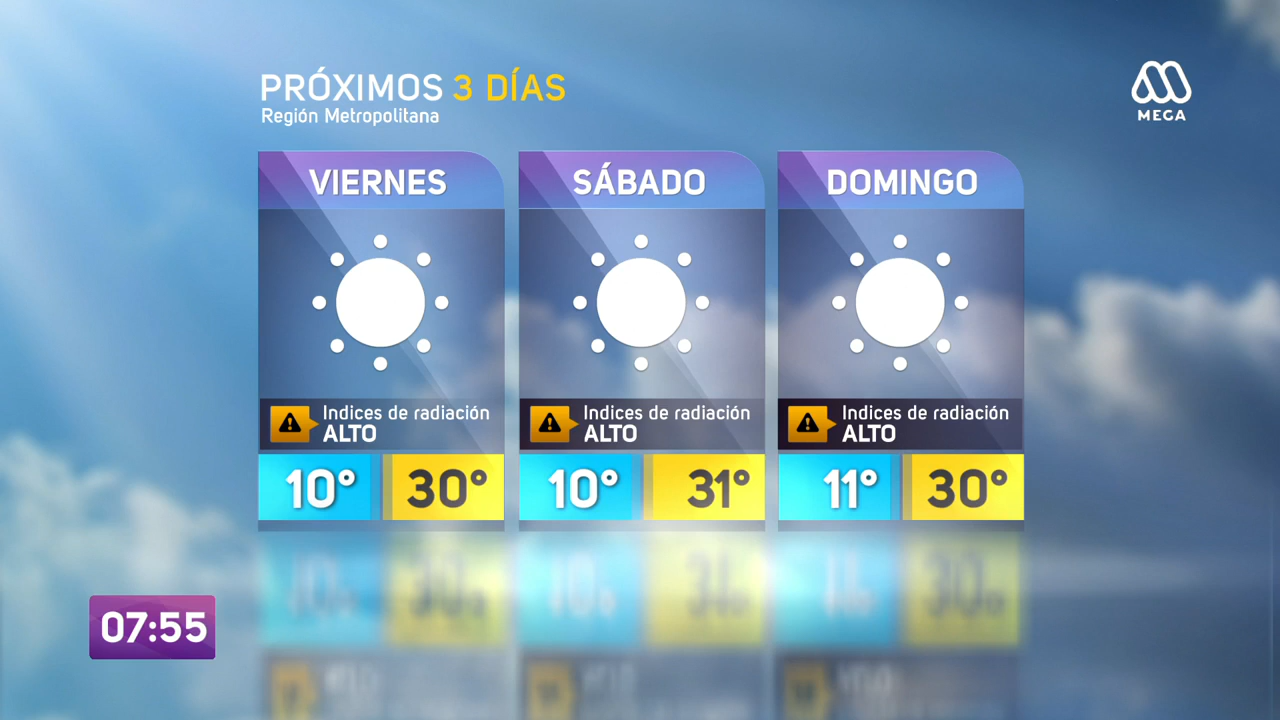 PRÓXIMOS 3 DÍAS
Región Metropolitana
MEGA
VIERNES
Indices de radiación
ALTO
10° 30°
SÁBADO
Indices de radiación
ALTO
10° 31°
DOMINGO
Indices de radiación
ALTO
11° 30°
07:55